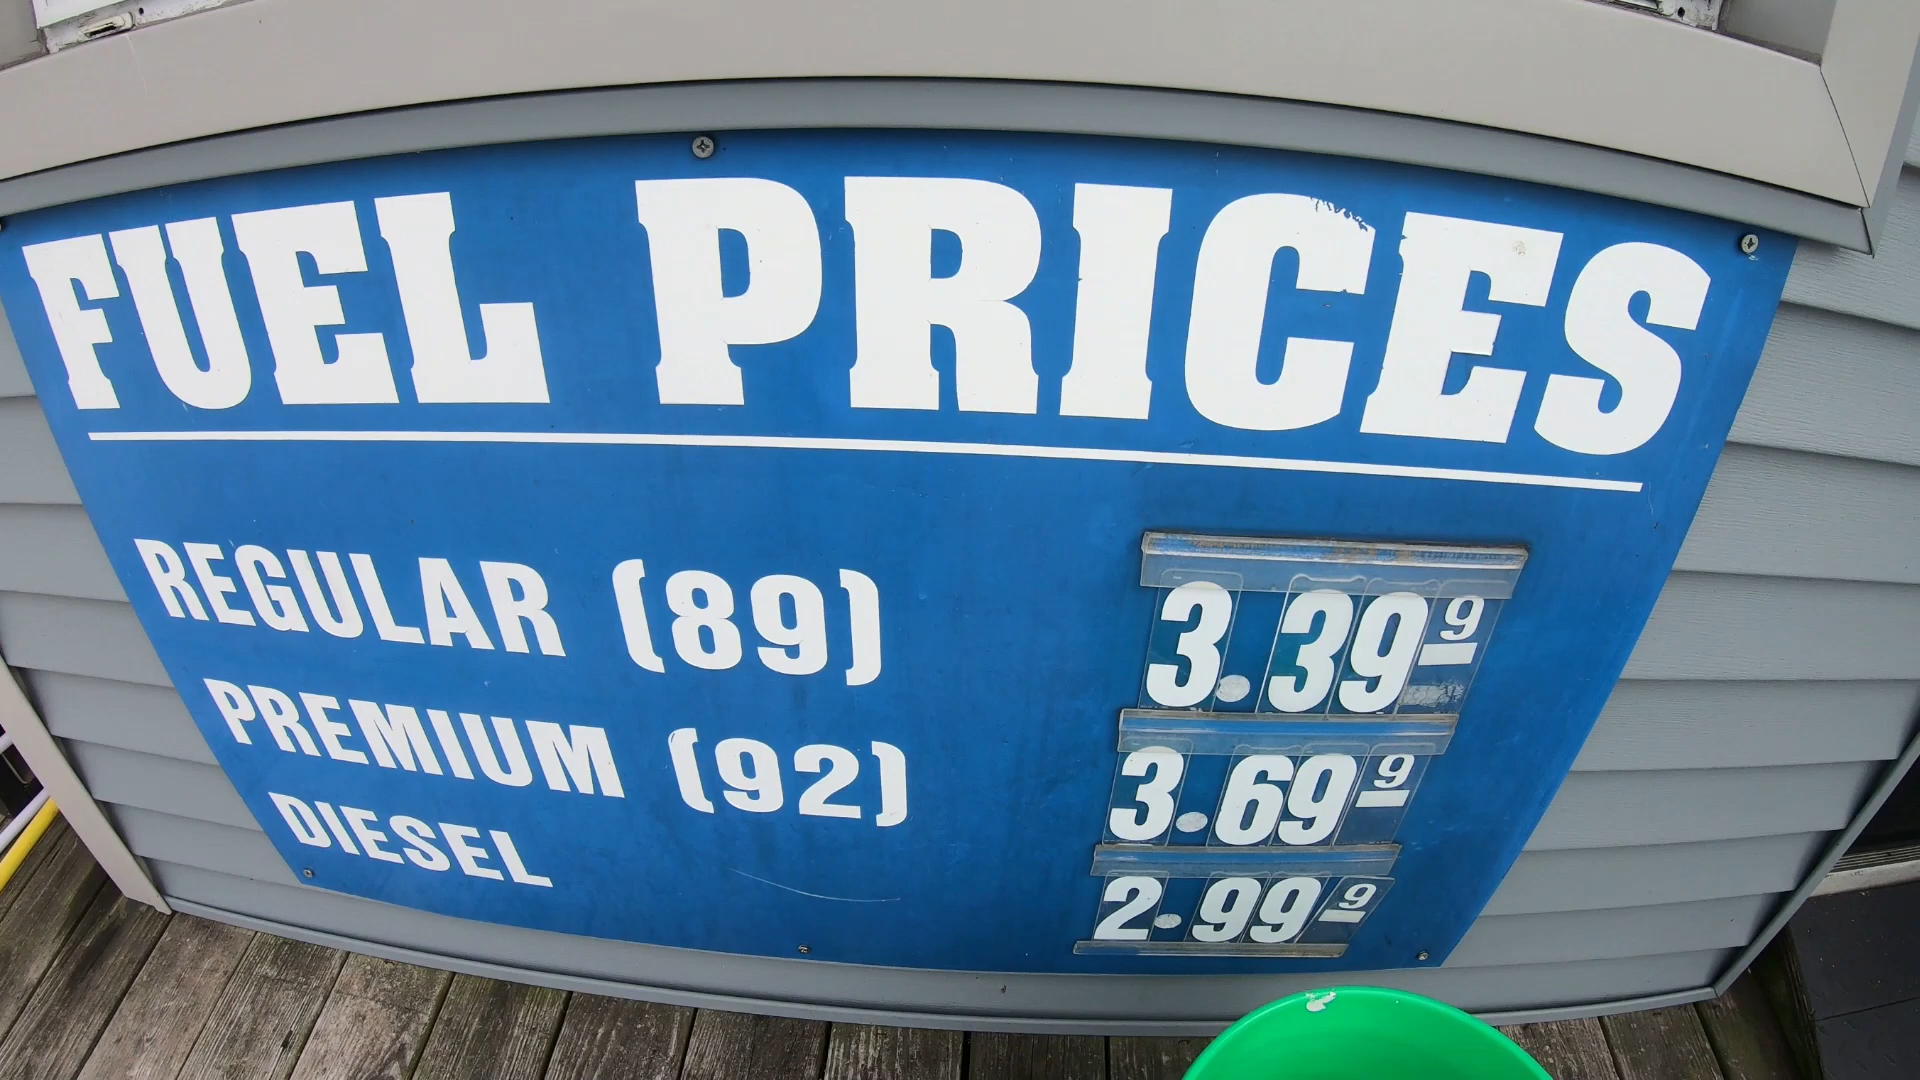 FUEL PRICES
REGULAR (89) 3.39 9
PREMIUM (92) 3.69 9
DIESEL 2.99 9